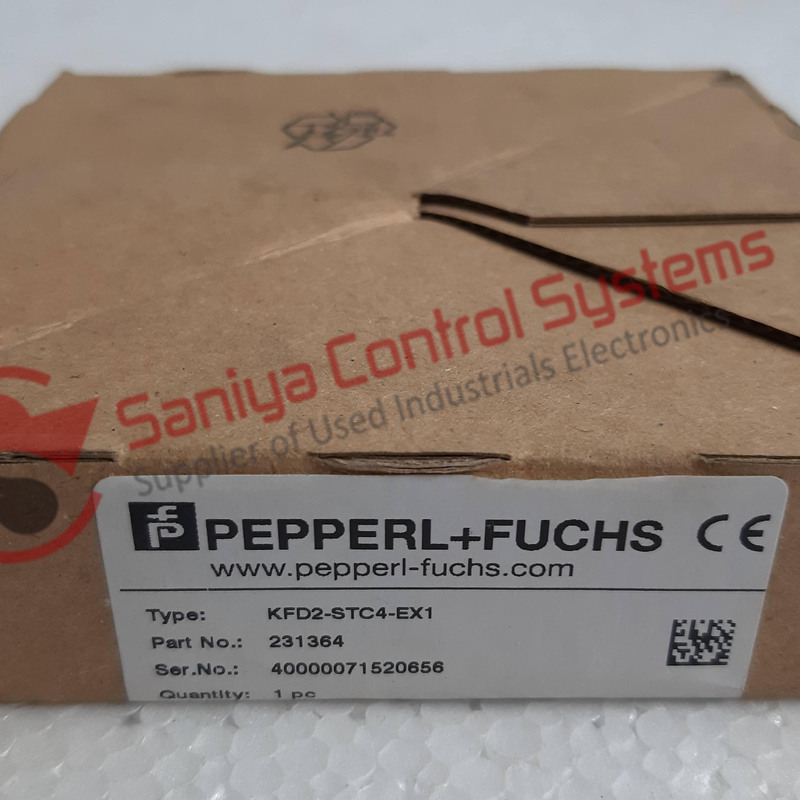 Saniya Control Systems
Supplier of Used Industrials Electronics
PEPPERL+FUCHS CE
www.pepperl-fuchs.com
Type: KFD2-STC4-EX1
Part No.: 231364
Ser.No.: 40000071520656
Quantity: 1 pc